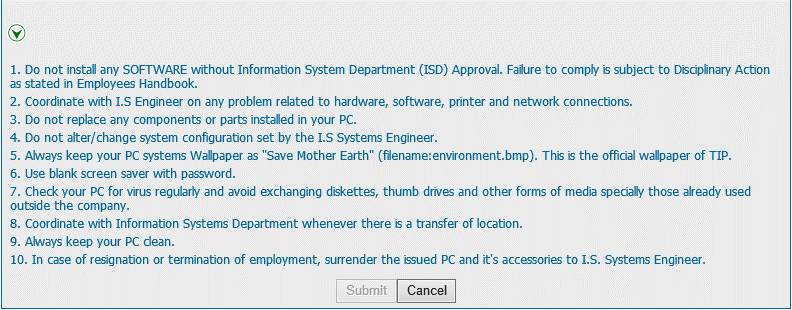 1. Do not install any SOFTWARE without Information System Department (ISD) Approval. Failure to comply is subject to Disciplinary Action
as stated in Employees Handbook.
2. Coordinate with I.S Engineer on any problem related to hardware, software, printer and network connections.
3. Do not replace any components or parts installed in your PC.
4. Do not alter/change system configuration set by the I.S Systems Engineer.
5. Always keep your PC systems Wallpaper as "Save Mother Earth" (filename:environment.bmp). This is the official wallpaper of TIP.
6. Use blank screen saver with password.
7. Check your PC for virus regularly and avoid exchanging diskettes, thumb drives and other forms of media specially those already used
outside the company.
8. Coordinate with Information Systems Department whenever there is a transfer of location.
9. Always keep your PC clean.
10. In case of resignation or termination of employment, surrender the issued PC and it's accessories to I.S. Systems Engineer.
Submit Cancel